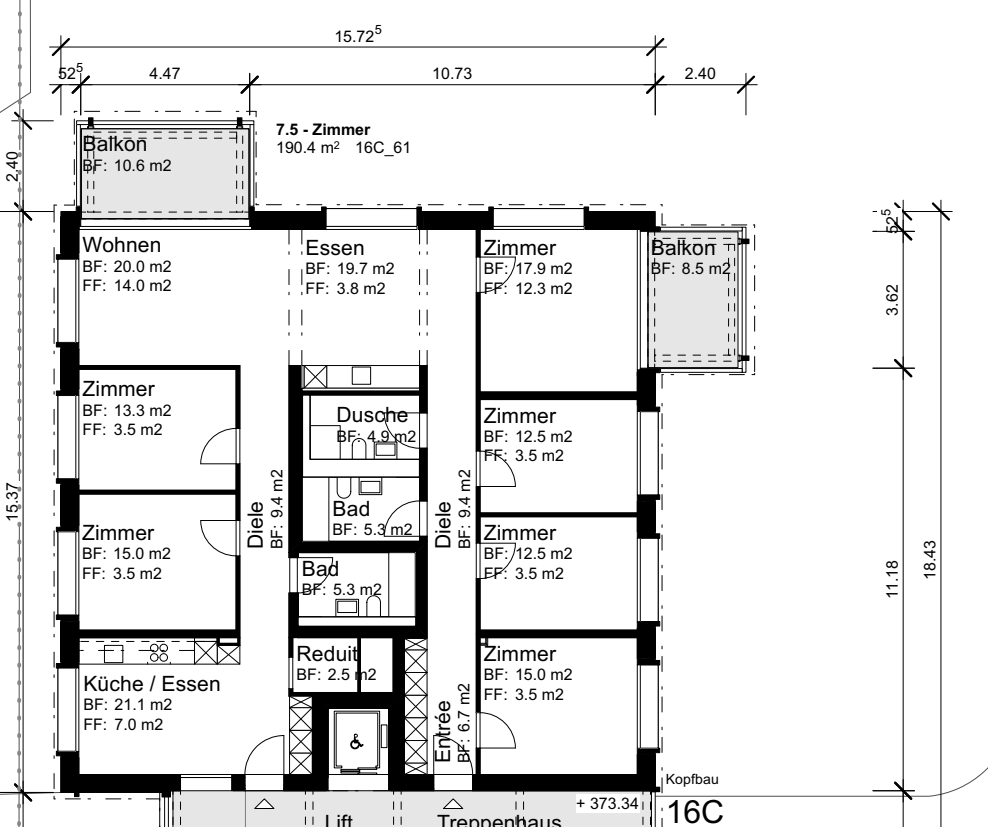 15.72⁵
52⁵ 4.47 10.73 2.40
7.5 - Zimmer
190.4 m² 16C_61
Balkon
BF: 10.6 m2
2.40
Wohnen
BF: 20.0 m2
FF: 14.0 m2
Essen
BF: 19.7 m2
FF: 3.8 m2
Zimmer
BF: 17.9 m2
FF: 12.3 m2
Balkon
BF: 8.5 m2
52⁵
3.62
Zimmer
BF: 13.3 m2
FF: 3.5 m2
Dusche
BF: 4.9 m2
Zimmer
BF: 12.5 m2
FF: 3.5 m2
15.37
Zimmer
BF: 15.0 m2
FF: 3.5 m2
Diele
BF: 9.4 m2
Bad
BF: 5.3 m2
Diele
BF: 9.4 m2
Zimmer
BF: 12.5 m2
FF: 3.5 m2
11.18
18.43
Bad
BF: 5.3 m2
Küche / Essen
BF: 21.1 m2
FF: 7.0 m2
Reduit
BF: 2.5 m2
Entrée
BF: 6.7 m2
Zimmer
BF: 15.0 m2
FF: 3.5 m2
Kopfbau
16C
+ 373.34
Lift
Treppenhaus